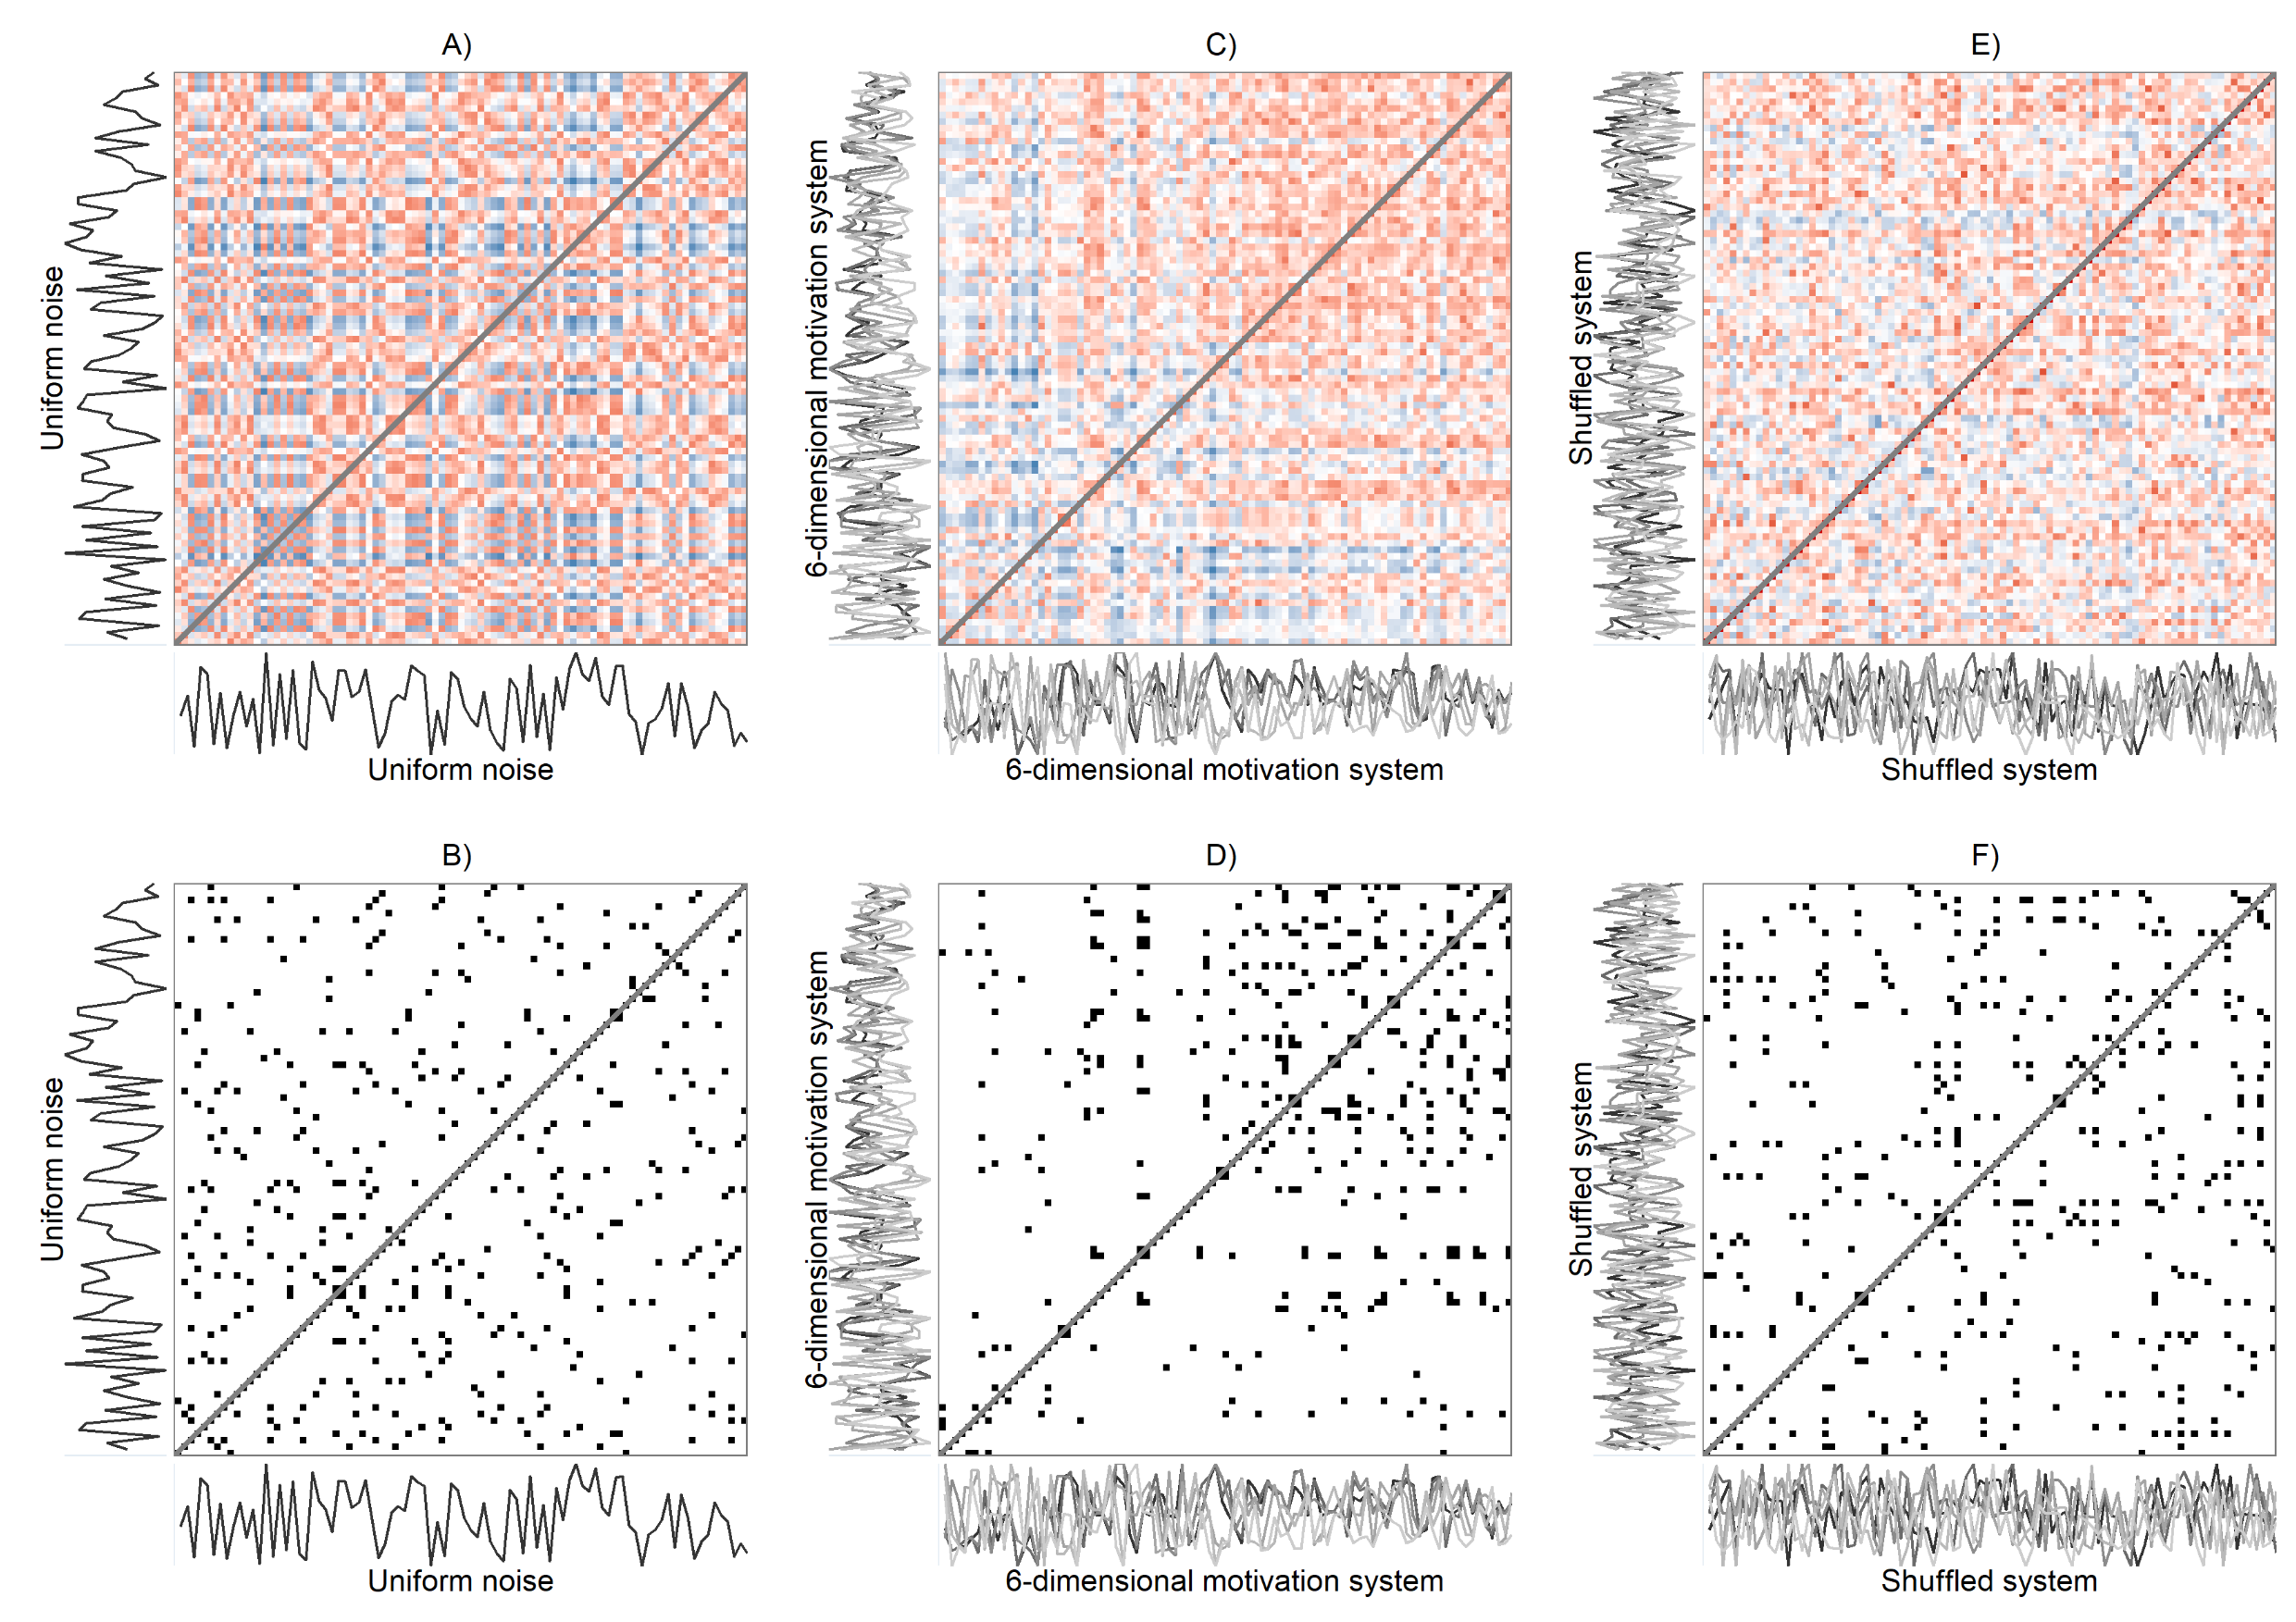 A)
C)
E)
Uniform noise
6-dimensional motivation system
Shuffled system
Uniform noise
6-dimensional motivation system
Shuffled system
B)
D)
F)
Uniform noise
6-dimensional motivation system
Shuffled system
Uniform noise
6-dimensional motivation system
Shuffled system